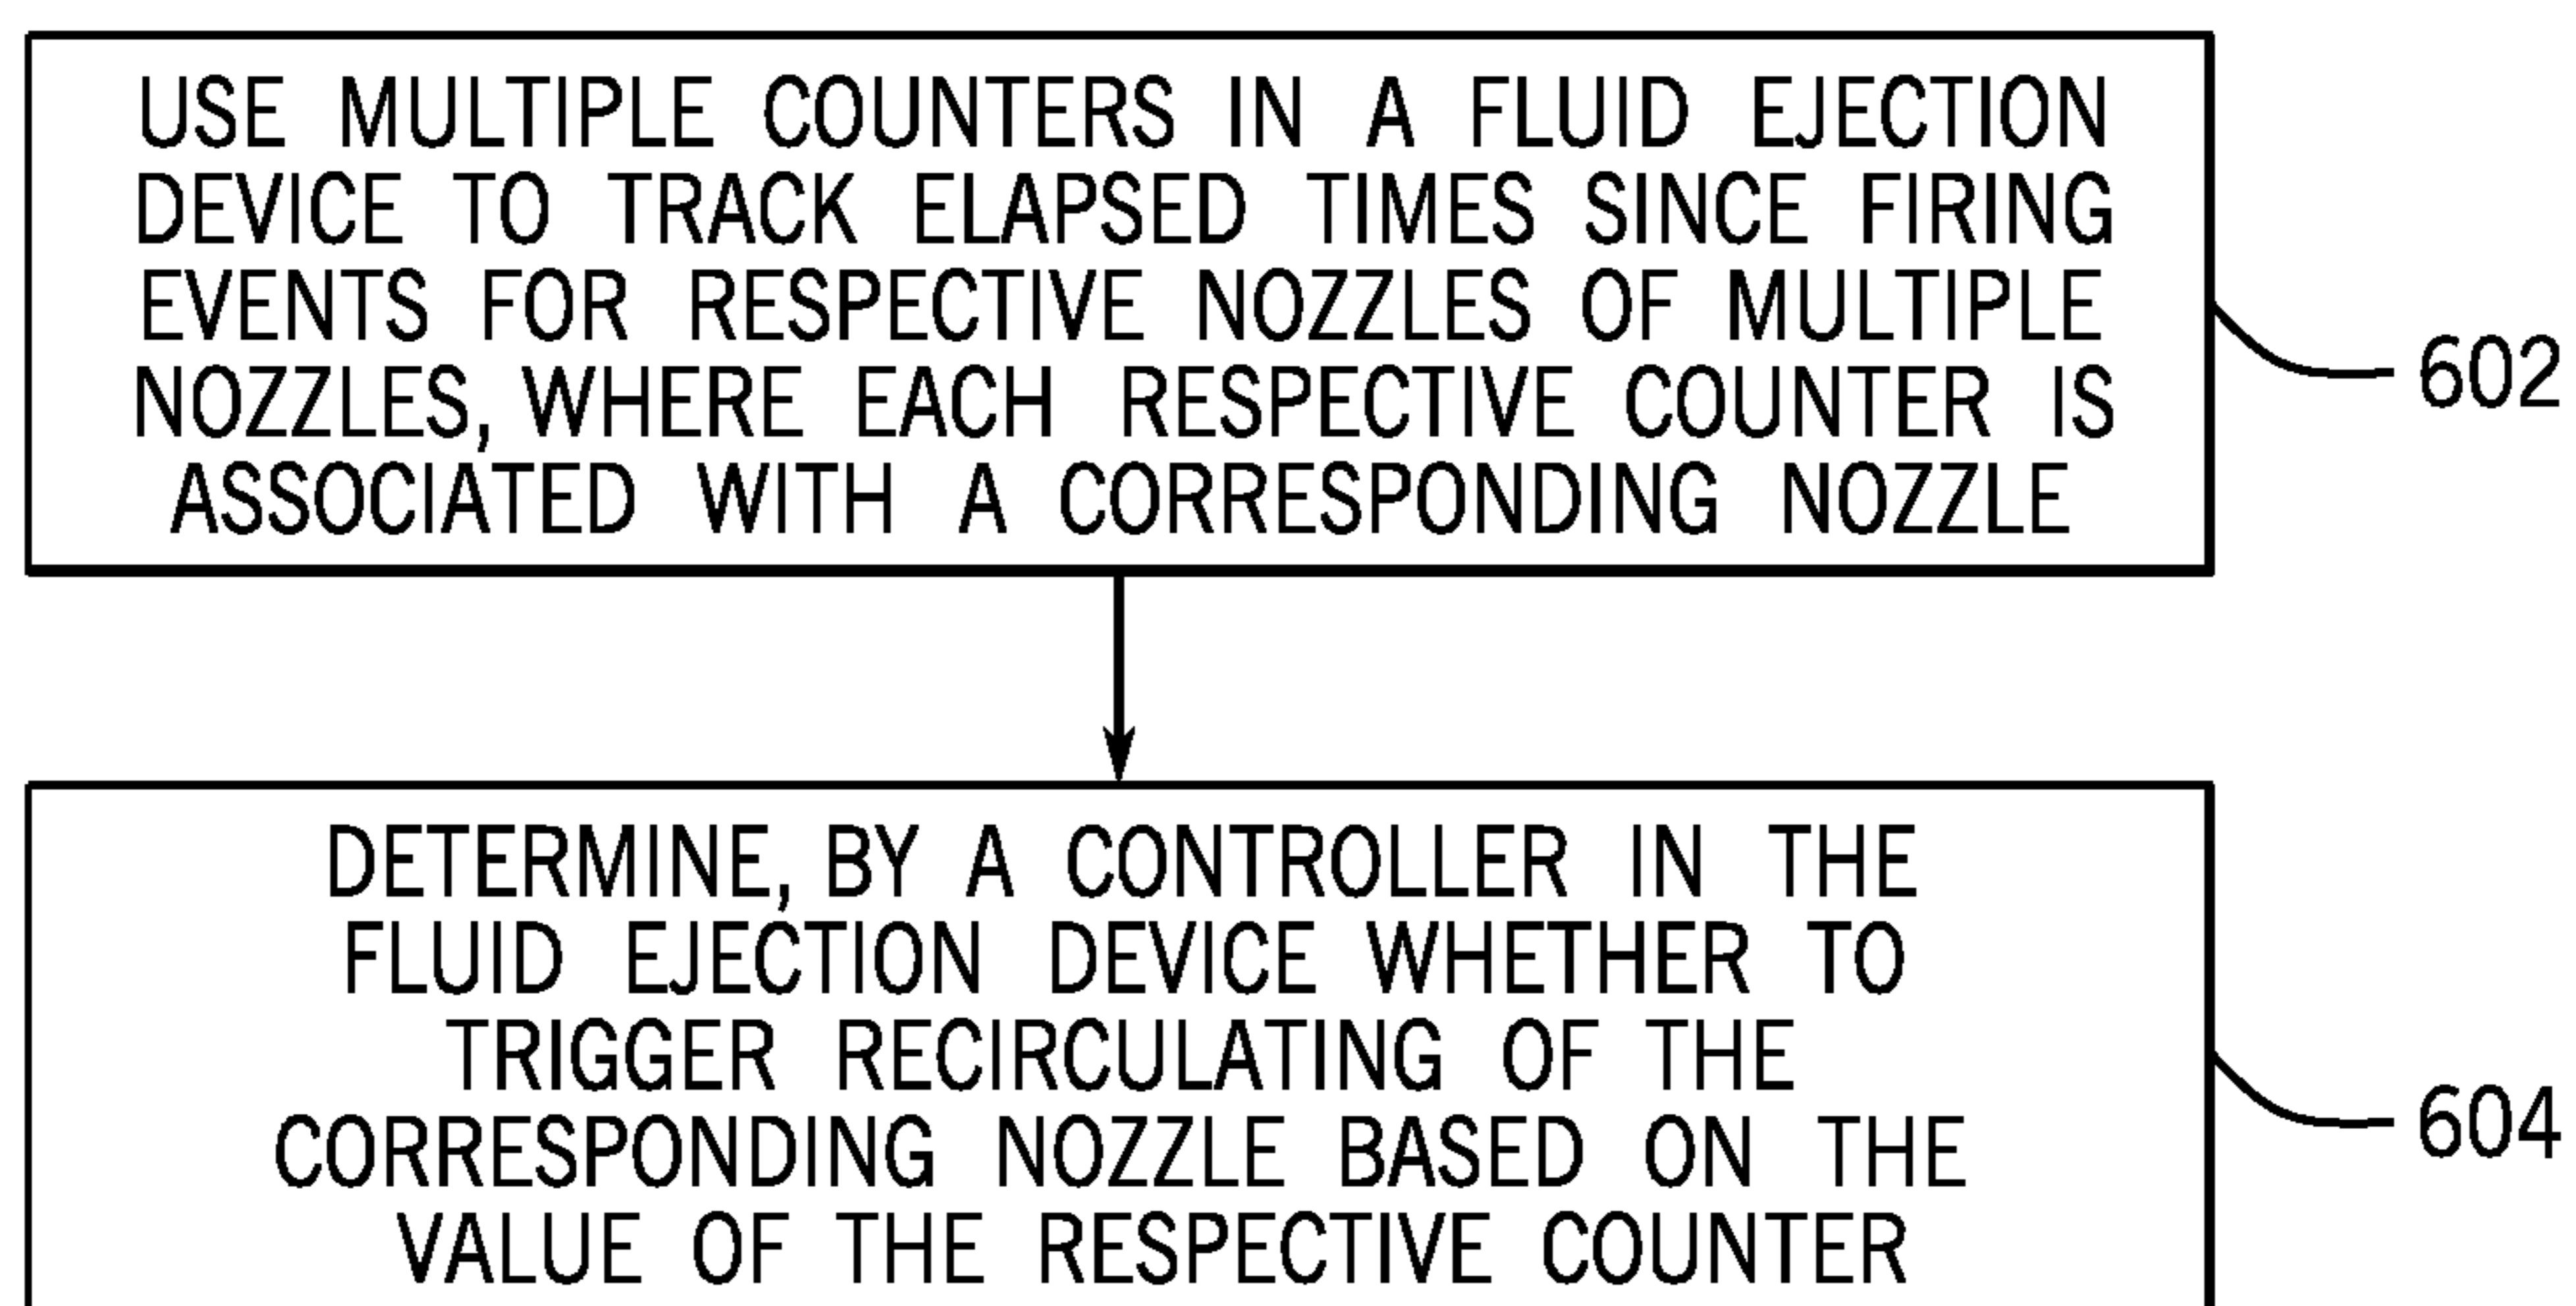 USE MULTIPLE COUNTERS IN A FLUID EJECTION
DEVICE TO TRACK ELAPSED TIMES SINCE FIRING
EVENTS FOR RESPECTIVE NOZZLES OF MULTIPLE
NOZZLES, WHERE EACH RESPECTIVE COUNTER IS
ASSOCIATED WITH A CORRESPONDING NOZZLE
602
DETERMINE, BY A CONTROLLER IN THE
FLUID EJECTION DEVICE WHETHER TO
TRIGGER RECIRCULATING OF THE
CORRESPONDING NOZZLE BASED ON THE
VALUE OF THE RESPECTIVE COUNTER
604